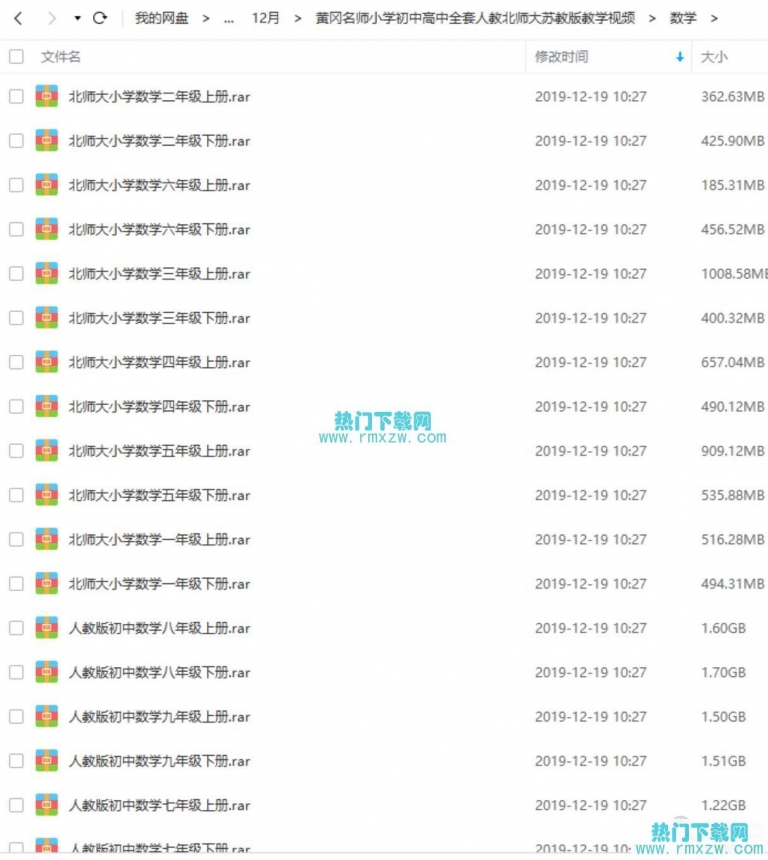 我的网盘 > ... 12月 > 黄冈名师小学初中高中全套人教北师大苏教版教学视频 > 数学 >
文件名 修改时间 大小
北师大小学数学二年级上册.rar 2019-12-19 10:27 362.63MB
北师大小学数学二年级下册.rar 2019-12-19 10:27 425.90MB
北师大小学数学六年级上册.rar 2019-12-19 10:27 185.31MB
北师大小学数学六年级下册.rar 2019-12-19 10:27 456.52MB
北师大小学数学三年级上册.rar 2019-12-19 10:27 1008.58MB
北师大小学数学三年级下册.rar 2019-12-19 10:27 400.32MB
北师大小学数学四年级上册.rar 2019-12-19 10:27 657.04MB
北师大小学数学四年级下册.rar 2019-12-19 10:27 490.12MB
热门下载网
www.rmxzw.com
北师大小学数学五年级上册.rar 2019-12-19 10:27 909.12MB
北师大小学数学五年级下册.rar 2019-12-19 10:27 535.88MB
北师大小学数学一年级上册.rar 2019-12-19 10:27 516.28MB
北师大小学数学一年级下册.rar 2019-12-19 10:27 494.31MB
人教版初中数学八年级上册.rar 2019-12-19 10:27 1.60GB
人教版初中数学八年级下册.rar 2019-12-19 10:27 1.70GB
人教版初中数学九年级上册.rar 2019-12-19 10:27 1.50GB
人教版初中数学九年级下册.rar 2019-12-19 10:27 1.51GB
人教版初中数学七年级上册.rar 2019-12-19 10:27 1.22GB
热门下载网
人教版初中数学七年级下册.rar 2019-12-19 10:
www.rmxzw.com